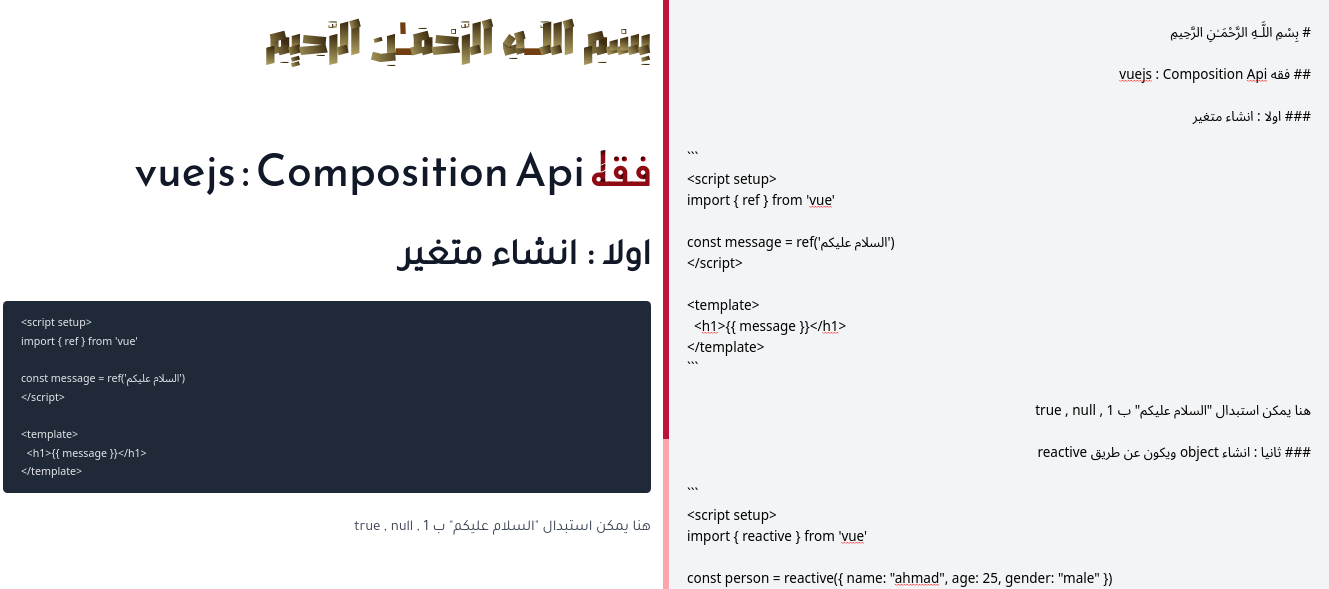 بِسْمِ اللَّـهِ الرَّحْمَـٰنِ الرَّحِيمِ
فقه vuejs : Composition Api
اولا : انشاء متغير
<script setup>
import { ref } from 'vue'
const message = ref('السلام عليكم')
</script>
<template>
<h1>{{ message }}</h1>
</template>
هنا يمكن استبدال "السلام عليكم" ب 1 , true , null
# بِسْمِ اللَّـهِ الرَّحْمَـٰنِ الرَّحِيمِ
## فقه vuejs : Composition Api
### اولا : انشاء متغير
```
<script setup>
import { ref } from 'vue'
const message = ref('السلام عليكم')
</script>
<template>
<h1>{{ message }}</h1>
</template>
```
هنا يمكن استبدال "السلام عليكم" ب 1 , true , null
### ثانيا : انشاء object ويكون عن طريق reactive
```
<script setup>
import { reactive } from 'vue'
const person = reactive({ name: "ahmad", age: 25, gender: "male" })